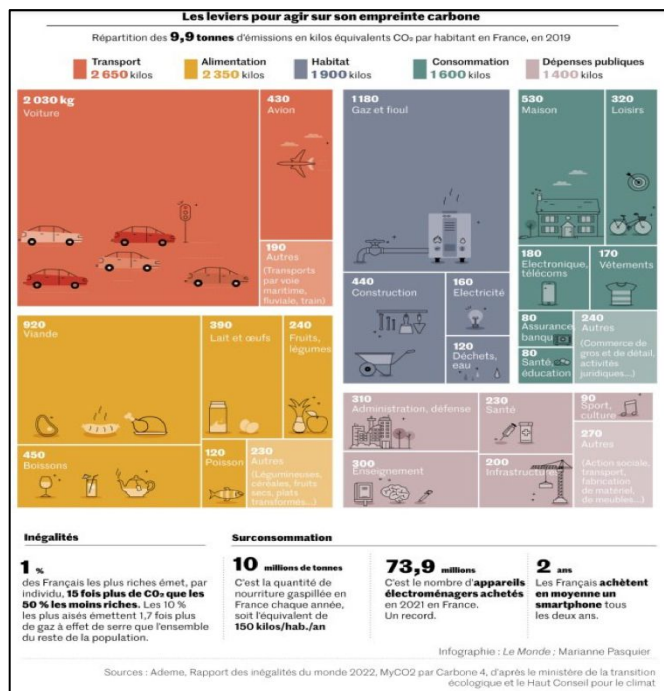 Les leviers pour agir sur son empreinte carbone
Répartition des 9,9 tonnes d'émissions en kilos équivalents CO₂ par habitant en France, en 2019
Transport
2 650 kilos
Alimentation
2 350 kilos
Habitat
1 900 kilos
Consommation
1 600 kilos
Dépenses publiques
1 400 kilos
2 030 kg
Voiture
430
Avion
190
Autres
(Transports
par voie
maritime,
fluviale, train)
1 180
Gaz et fioul
440
Construction
160
Electricité
120
Déchets,
eau
530
Maison
320
Loisirs
180
Electronique,
télécoms
170
Vêtements
80
Assurance,
banqu
80
Santé,
éducation
240
Autres
(Commerce de
gros et de détail,
activités
juridiques...)
920
Viande
390
Lait et œufs
240
Fruits,
légumes
450
Boissons
120
Poisson
230
Autres
(Légumineuses,
céréales, fruits
secs, plats
transformés...)
310
Administration, défense
230
Santé
90
Sport,
culture
300
Enseignement
200
Infrastructures
270
Autres
(Action sociale,
transport,
fabrication
de matériel,
de meubles...)
Inégalités
1 %
des Français les plus riches émet, par
individu, 15 fois plus de CO₂ que les
50 % les moins riches. Les 10 %
les plus aisés émettent 1,7 fois plus
de gaz à effet de serre que l'ensemble
du reste de la population.
Surconsommation
10 millions de tonnes
C'est la quantité de
nourriture gaspillée en
France chaque année,
soit l'équivalent de
150 kilos/hab./an
73,9 millions
C'est le nombre d'appareils
électroménagers achetés
en 2021 en France.
Un record.
2 ans
Les Français achètent
en moyenne un
smartphone tous
les deux ans.
Infographie : Le Monde ; Marianne Pasquier
Sources : Ademe, Rapport des inégalités du monde 2022, MyCO2 par Carbone 4, d'après le ministère de la transition
écologique et le Haut Conseil pour le climat